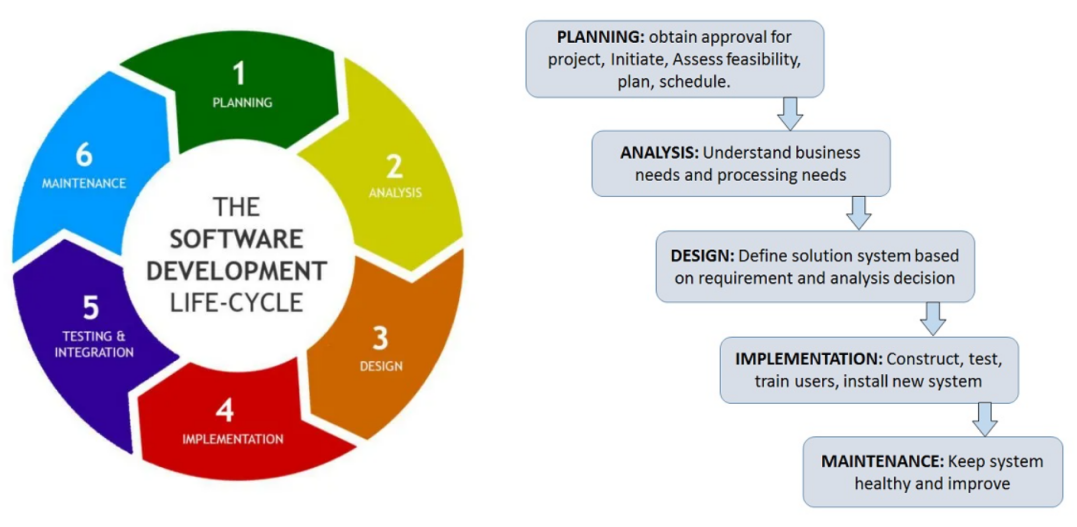 1
PLANNING
2
ANALYSIS
3
DESIGN
4
IMPLEMENTATION
5
TESTING &
INTEGRATION
6
MAINTENANCE
THE
SOFTWARE
DEVELOPMENT
LIFE-CYCLE
PLANNING: obtain approval for
project, Initiate, Assess feasibility,
plan, schedule.
ANALYSIS: Understand business
needs and processing needs
DESIGN: Define solution system based
on requirement and analysis decision
IMPLEMENTATION: Construct, test,
train users, install new system
MAINTENANCE: Keep system
healthy and improve